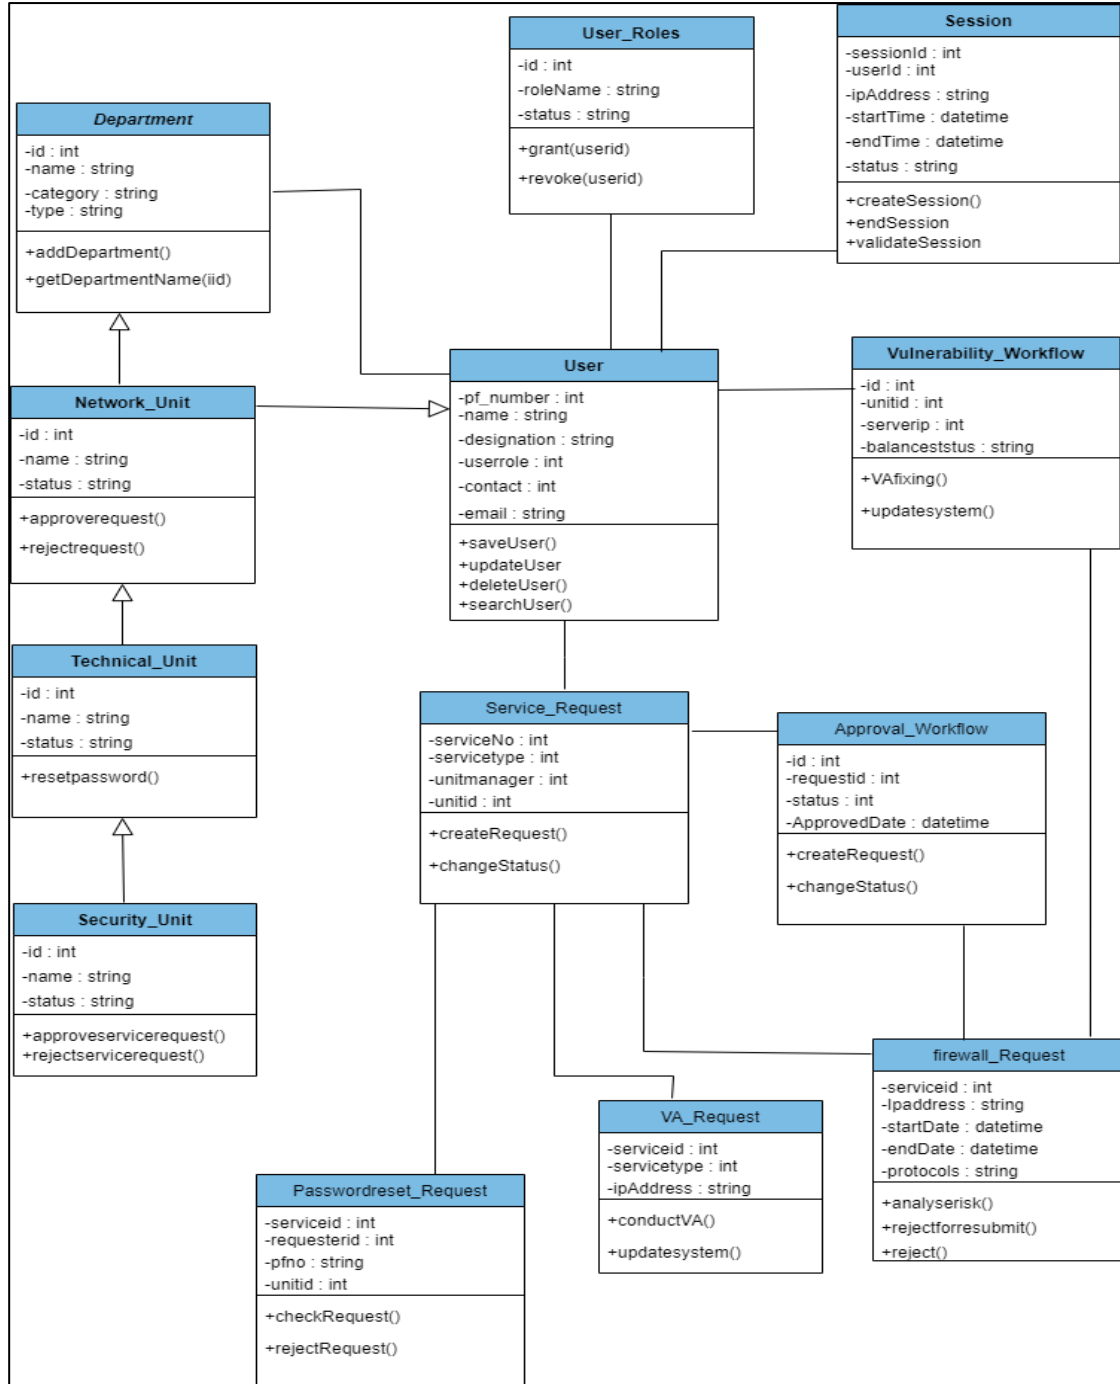 User_Roles
-id : int
-roleName : string
-status : string
+grant(userid)
+revoke(userid)
Session
-sessionId : int
-userId : int
-ipAddress : string
-startTime : datetime
-endTime : datetime
-status : string
+createSession()
+endSession
+validateSession
Department
-id : int
-name : string
-category : string
-type : string
+addDepartment()
+getDepartmentName(iid)
Network_Unit
-id : int
-name : string
-status : string
+approverequest()
+rejectrequest()
User
-pf_number : int
-name : string
-designation : string
-userrole : int
-contact : int
-email : string
+saveUser()
+updateUser
+deleteUser()
+searchUser()
Vulnerability_Workflow
-id : int
-unitid : int
-serverip : int
-balanceststus : string
+VAfixing()
+updatesystem()
Technical_Unit
-id : int
-name : string
-status : string
+resetpassword()
Service_Request
-serviceNo : int
-servicetype : int
-unitmanager : int
-unitid : int
+createRequest()
+changeStatus()
Approval_Workflow
-id : int
-requestid : int
-status : int
-ApprovedDate : datetime
+createRequest()
+changeStatus()
Security_Unit
-id : int
-name : string
-status : string
+approveservicerequest()
+rejectservicerequest()
firewall_Request
-serviceid : int
-Ipaddress : string
-startDate : datetime
-endDate : datetime
-protocols : string
+analyserisk()
+rejectforresubmit()
+reject()
VA_Request
-serviceid : int
-servicetype : int
-ipAddress : string
+conductVA()
+updatesystem()
Passwordreset_Request
-serviceid : int
-requesterid : int
-pfno : string
-unitid : int
+checkRequest()
+rejectRequest()